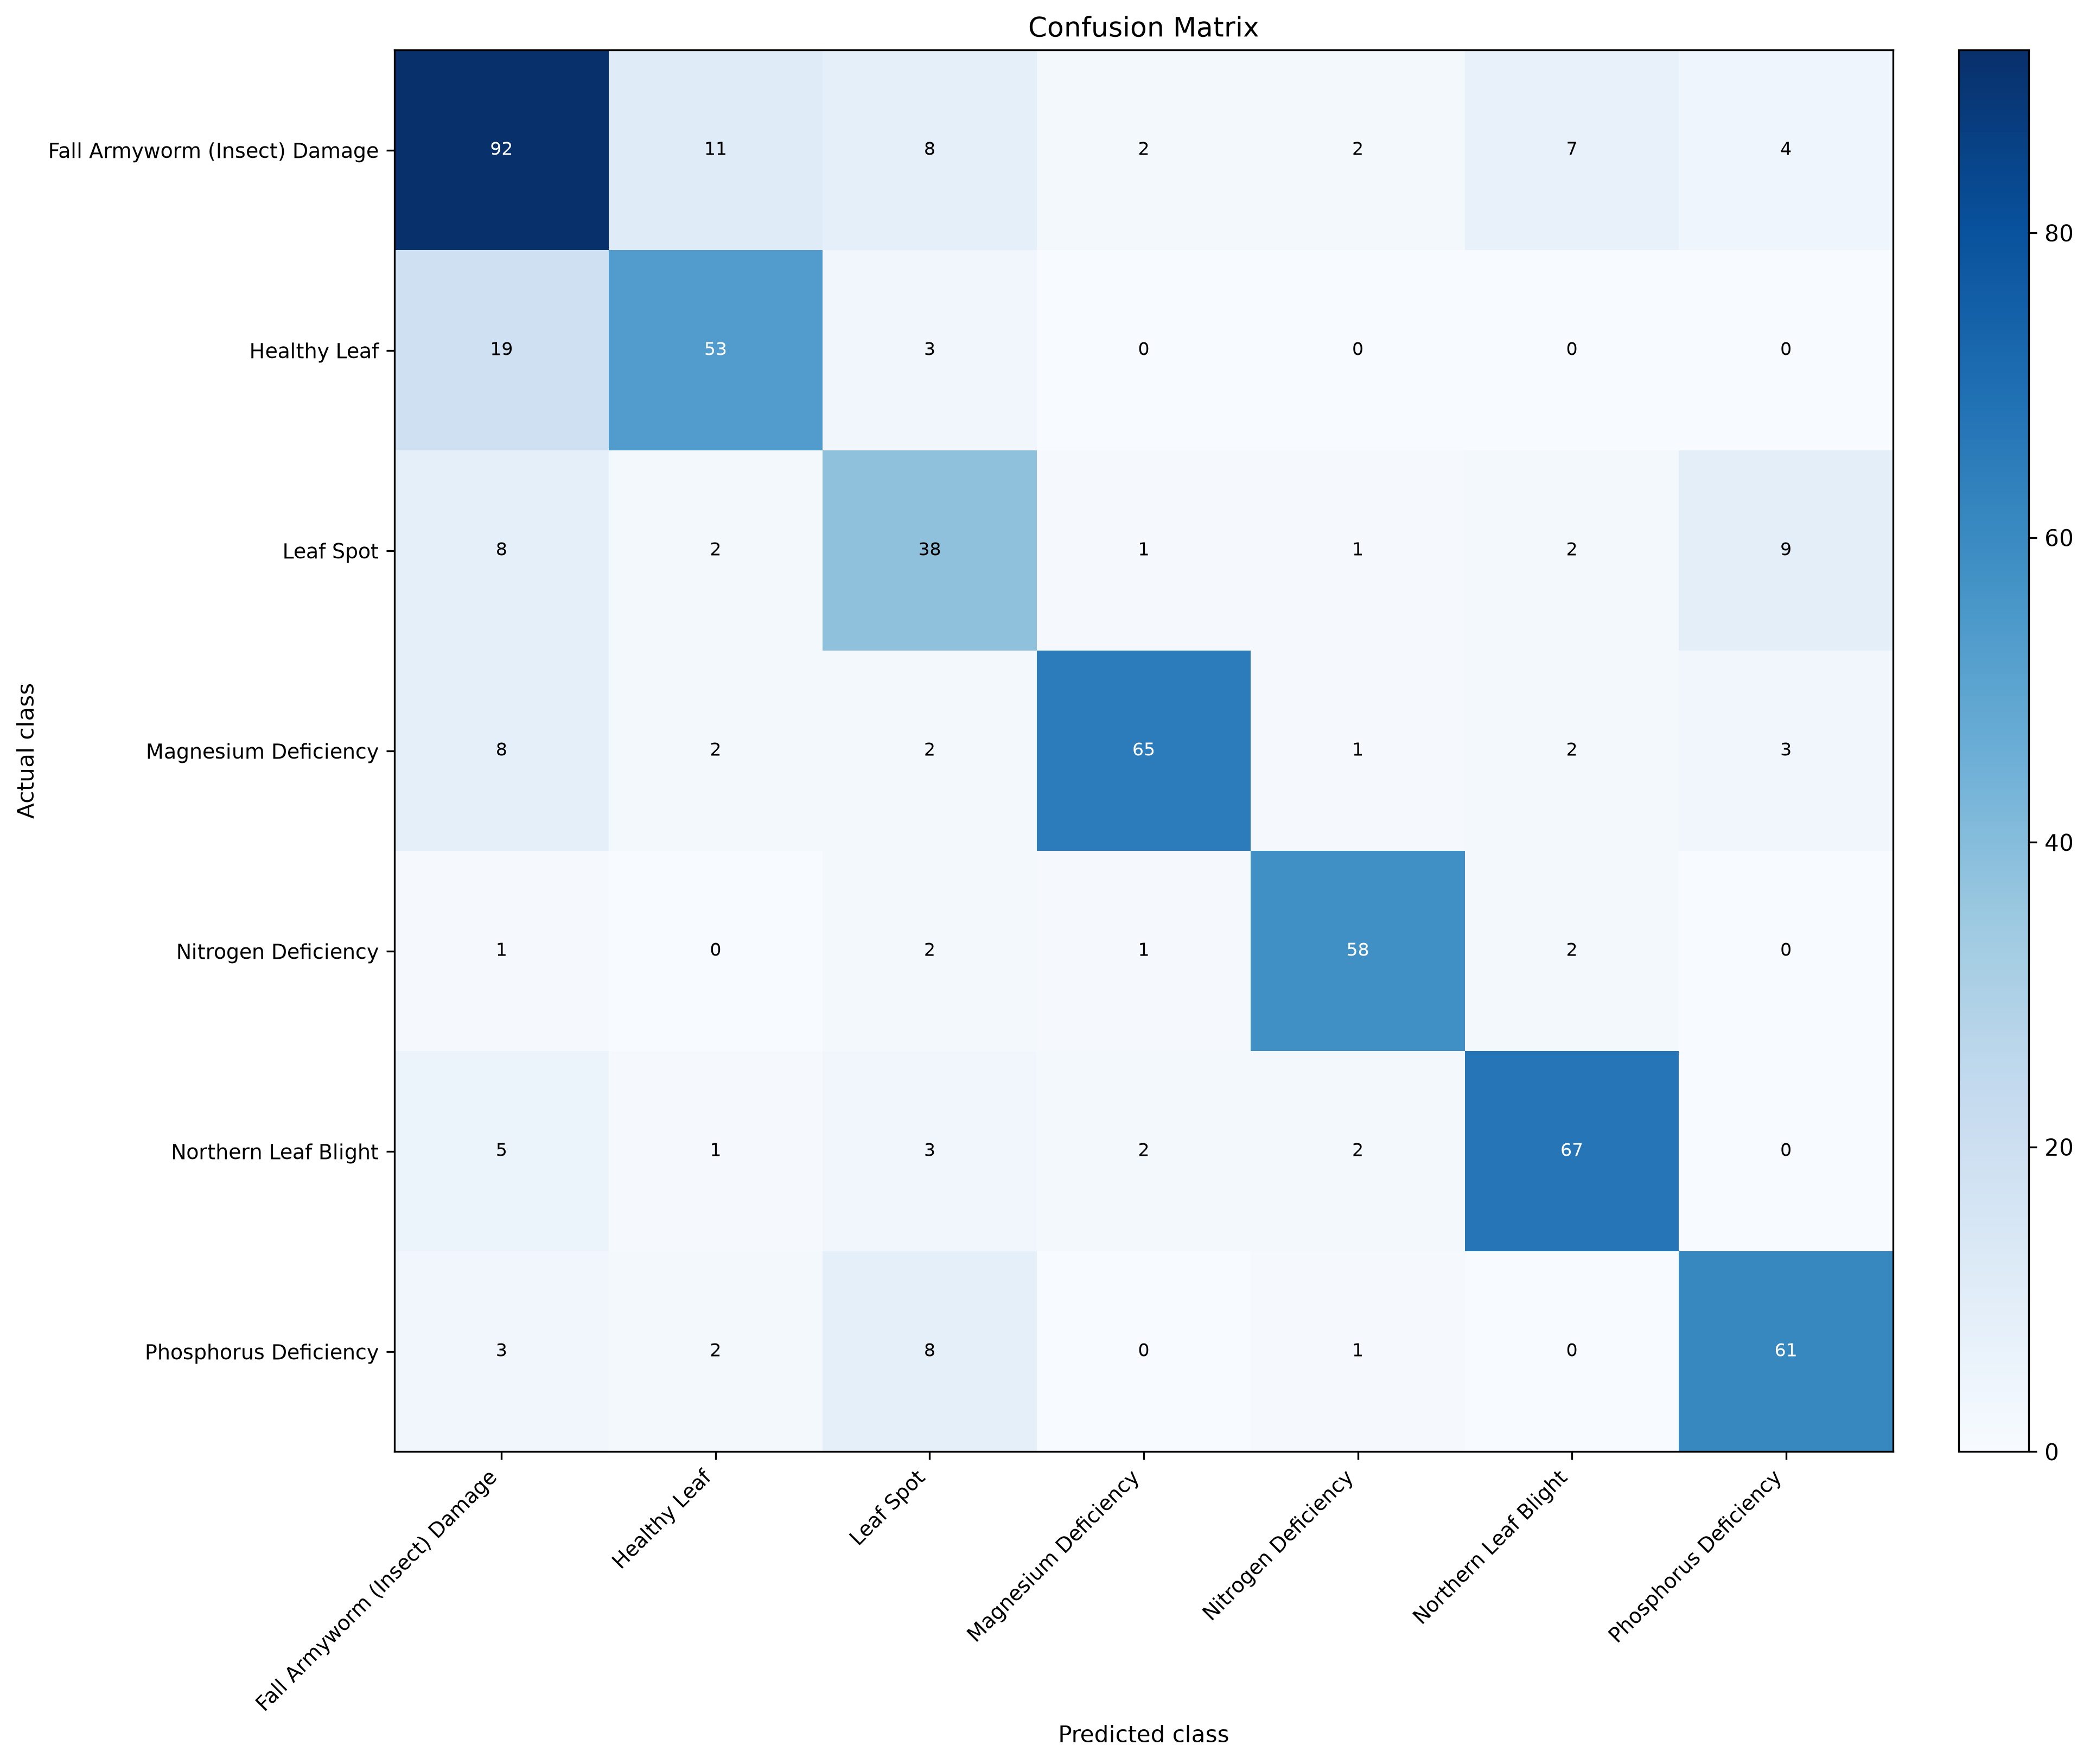 Confusion Matrix
Fall Armyworm (Insect) Damage 92 11 8 2 2 7 4
Healthy Leaf 19 53 3 0 0 0 0
Leaf Spot 8 2 38 1 1 2 9
Magnesium Deficiency 8 2 2 65 1 2 3
Nitrogen Deficiency 1 0 2 1 58 2 0
Northern Leaf Blight 5 1 3 2 2 67 0
Phosphorus Deficiency 3 2 8 0 1 0 61
Actual class
Fall Armyworm (Insect) Damage
Healthy Leaf
Leaf Spot
Magnesium Deficiency
Nitrogen Deficiency
Northern Leaf Blight
Phosphorus Deficiency
Predicted class
80
60
40
20
0